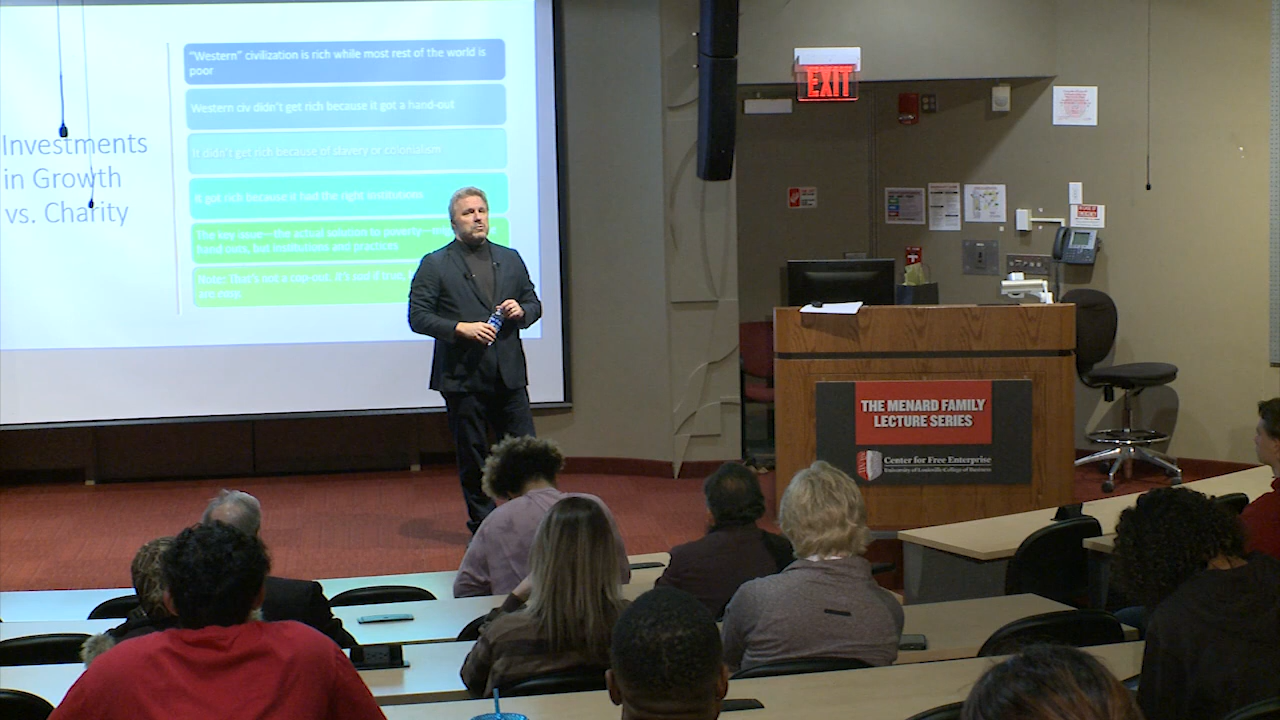 "Western" civilization is rich while most rest of the world is
poor
Western civ didn't get rich because it got a hand-out
It didn't get rich because of slavery or colonialism
It got rich because it had the right institutions
The key issue—the actual solution to poverty—
hand outs, but institutions and practices
Note: That's not a cop-out. It's sad if true,
are easy.
Investments
in Growth
vs. Charity
EXIT
THE MENARD FAMILY
LECTURE SERIES
Center for Free Enterprise
University of Louisville College of Business